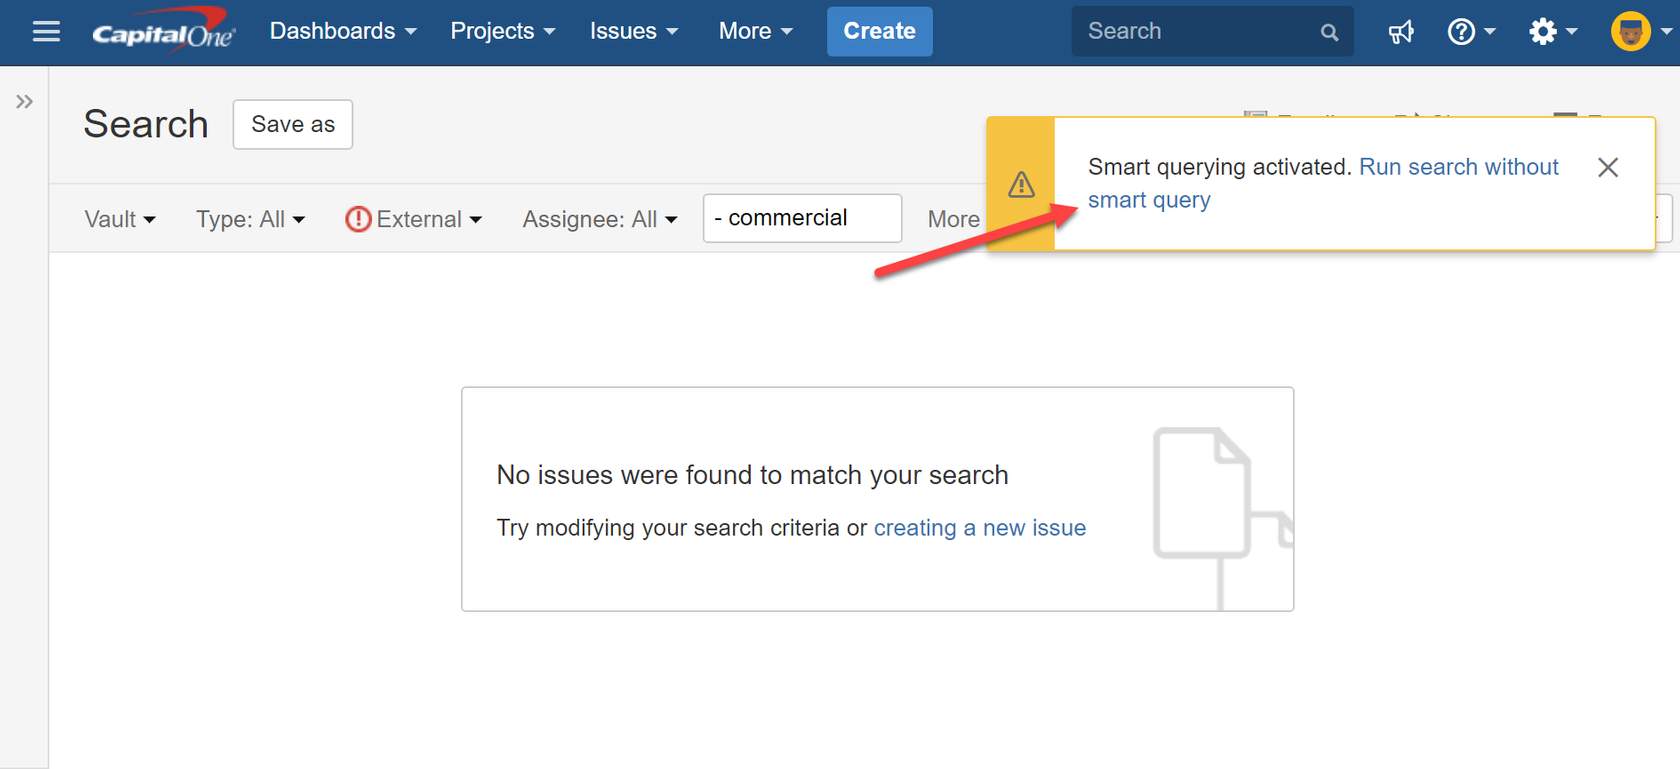 CapitalOne Dashboards Projects Issues More Create Search
Search Save as
Smart querying activated. Run search without
smart query
Vault Type: All External Assignee: All - commercial More
No issues were found to match your search
Try modifying your search criteria or creating a new issue